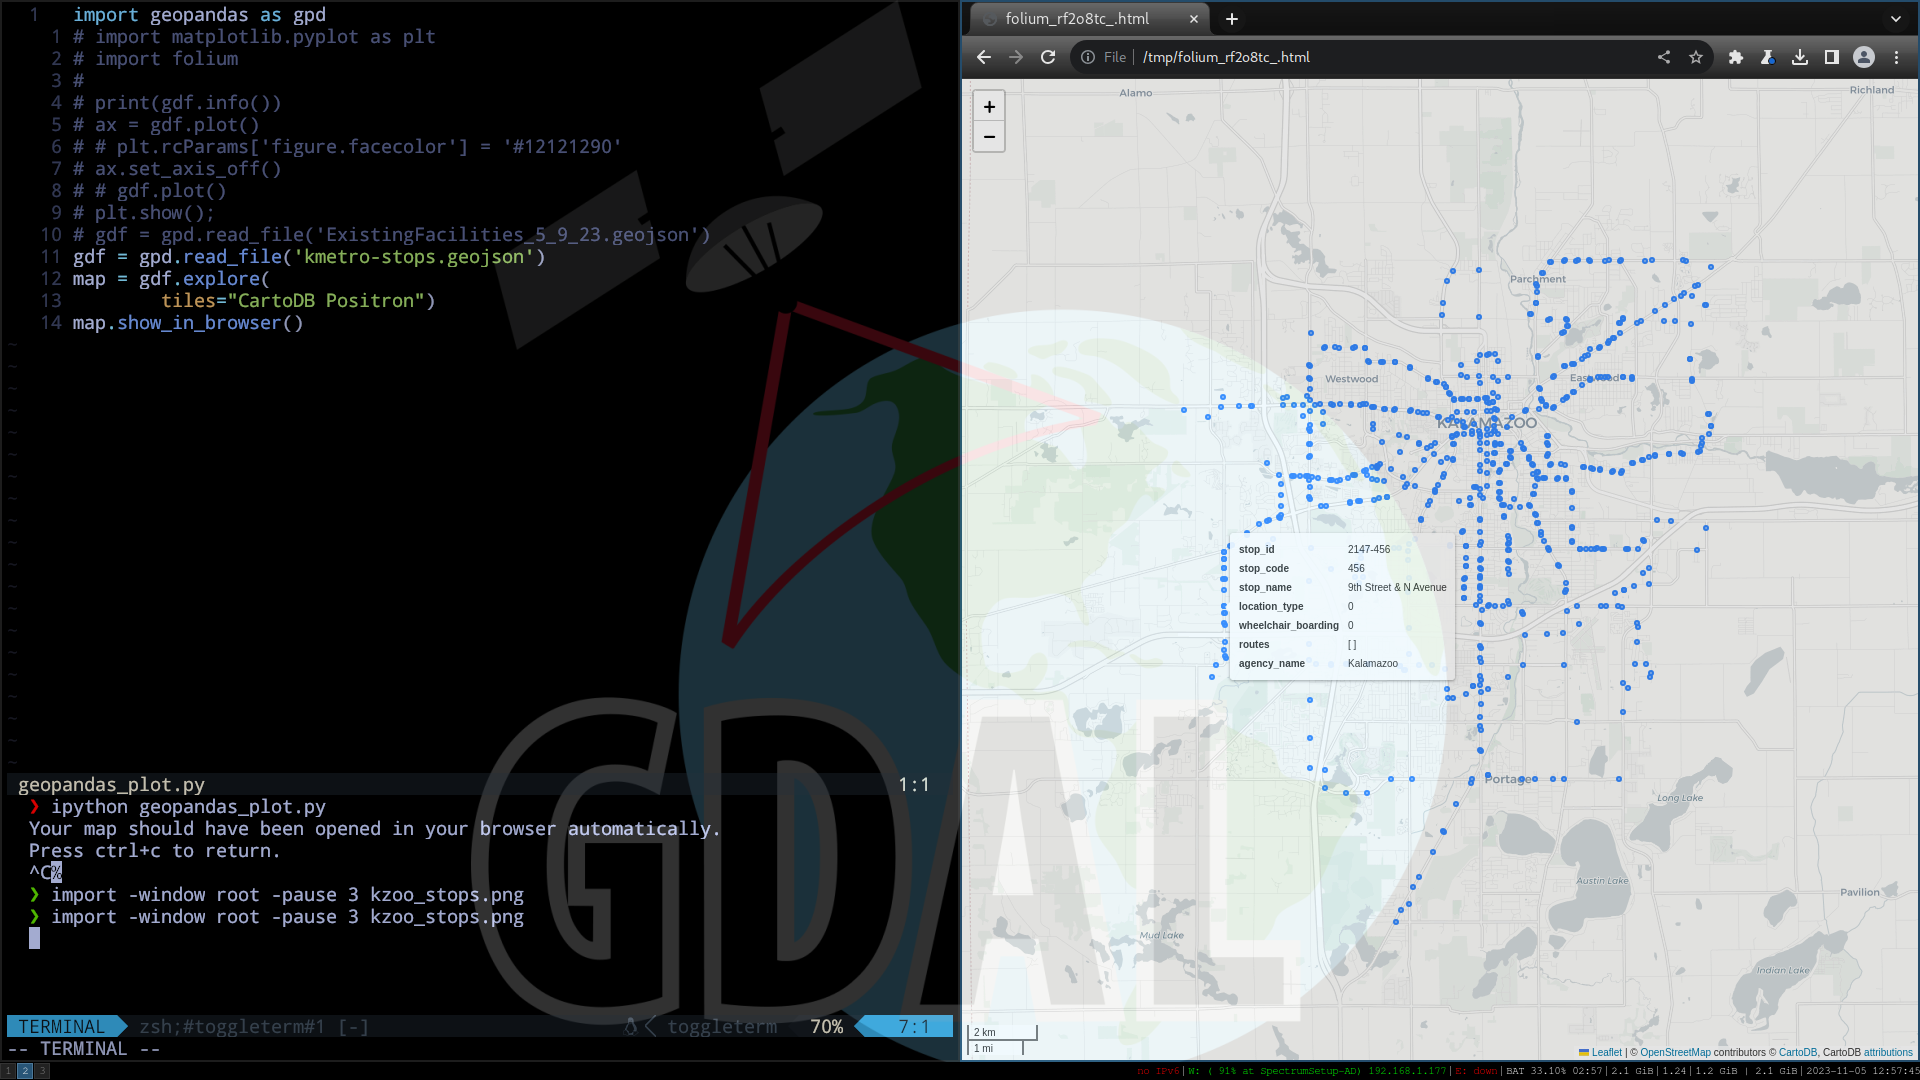 1 import geopandas as gpd
1 # import matplotlib.pyplot as plt
2 # import folium
3 #
4 # print(gdf.info())
5 # ax = gdf.plot()
6 # # plt.rcParams['figure.facecolor'] = '#12121290'
7 # ax.set_axis_off()
8 # # gdf.plot()
9 # plt.show();
10 # gdf = gpd.read_file('ExistingFacilities_5_9_23.geojson')
11 gdf = gpd.read_file('kmetro-stops.geojson')
12 map = gdf.explore(
13 tiles="CartoDB Positron")
14 map.show_in_browser()
geopandas_plot.py 1:1
❯ ipython geopandas_plot.py
Your map should have been opened in your browser automatically.
Press ctrl+c to return.
^C%
❯ import -window root -pause 3 kzoo_stops.png
❯ import -window root -pause 3 kzoo_stops.png
TERMINAL zsh;#toggleterm#1 [-] toggleterm 70% 7:1
-- TERMINAL --
GDAL
folium_rf2o8tc_.html
File /tmp/folium_rf2o8tc_.html
+
−
Alamo
Richland
Parchment
Westwood
Eastwood
KALAMAZOO
stop_id 2147-456
stop_code 456
stop_name 9th Street & N Avenue
location_type 0
wheelchair_boarding 0
routes [ ]
agency_name Kalamazoo
Portage
Long Lake
Austin Lake
Pavilion
Mud Lake
Indian Lake
2 km
1 mi
Leaflet | © OpenStreetMap contributors © CartoDB, CartoDB attributions
1 2 3
no IPv6|W: ( 91% at SpectrumSetup-AD) 192.168.1.177|E: down|BAT 33.10% 02:57|2.1 GiB|1.24|1.2 GiB | 2.1 GiB|2023-11-05 12:57:45